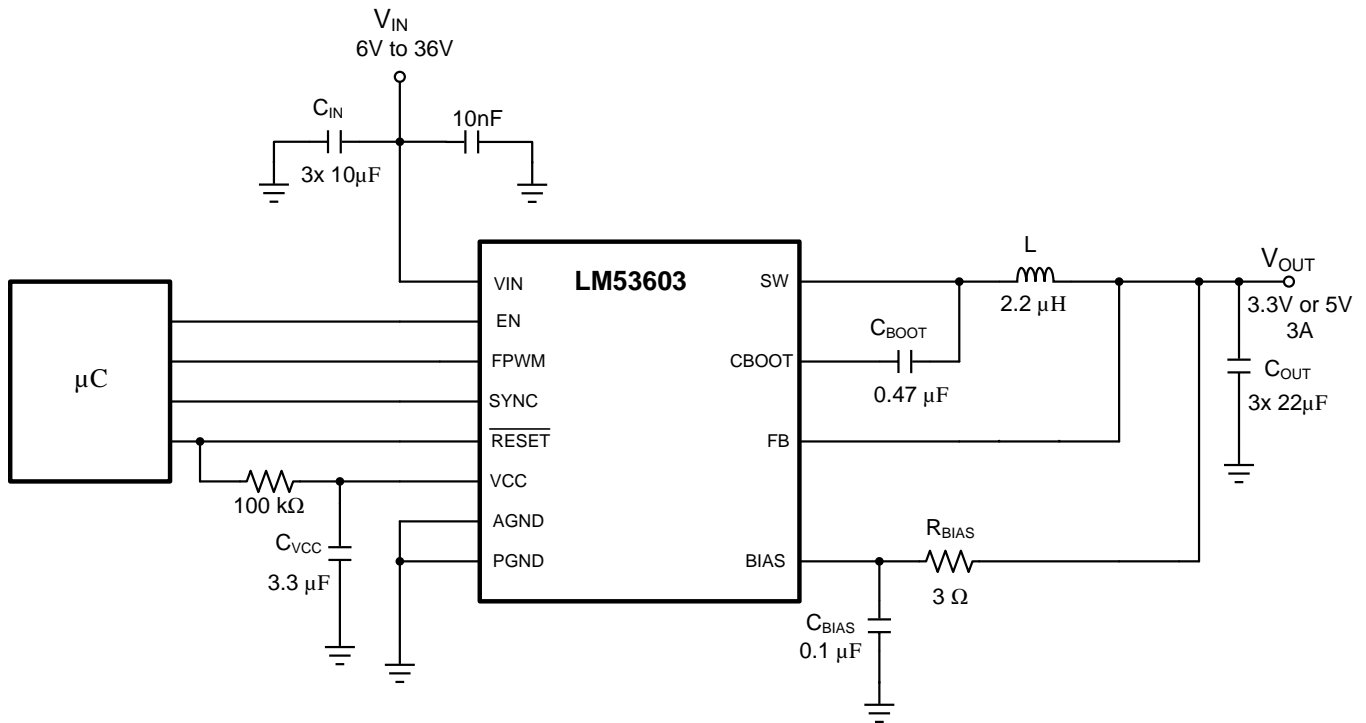 V_IN
6V to 36V
C_IN
10nF
3x 10µF
LM53603
L
V_OUT
VIN
SW
2.2 µH
3.3V or 5V
3A
EN
C_BOOT
µC
FPWM
CBOOT
C_OUT
0.47 µF
3x 22µF
SYNC
RESET
FB
VCC
100 kΩ
AGND
R_BIAS
C_VCC
PGND
BIAS
3.3 µF
3 Ω
C_BIAS
0.1 µF